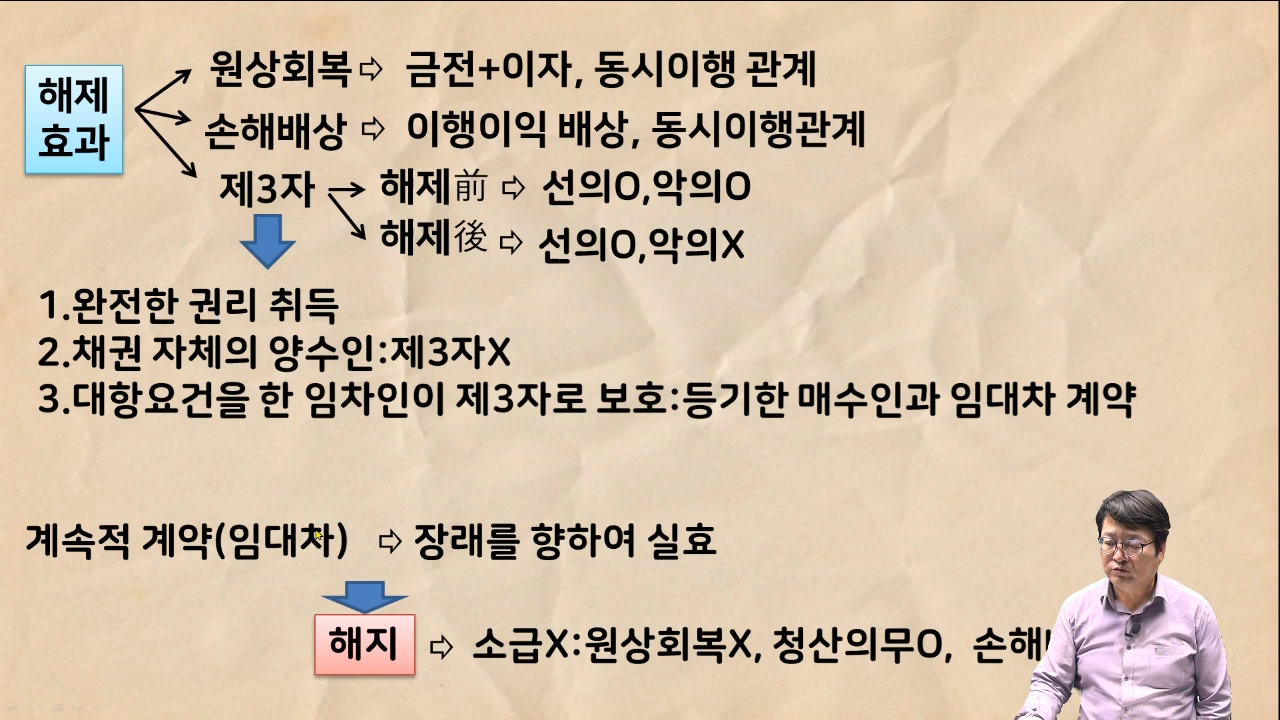 해제
효과
원상회복 ⇨ 금전+이자, 동시이행 관계
손해배상 ⇨ 이행이익 배상, 동시이행관계
제3자
해제前 ⇨ 선의O,악의O
해제後 ⇨ 선의O,악의X
1.완전한 권리 취득
2.채권 자체의 양수인:제3자X
3.대항요건을 한 임차인이 제3자로 보호:등기한 매수인과 임대차 계약
계속적 계약(임대차) ⇨ 장래를 향하여 실효
해지 ⇨ 소급X:원상회복X, 청산의무O, 손해